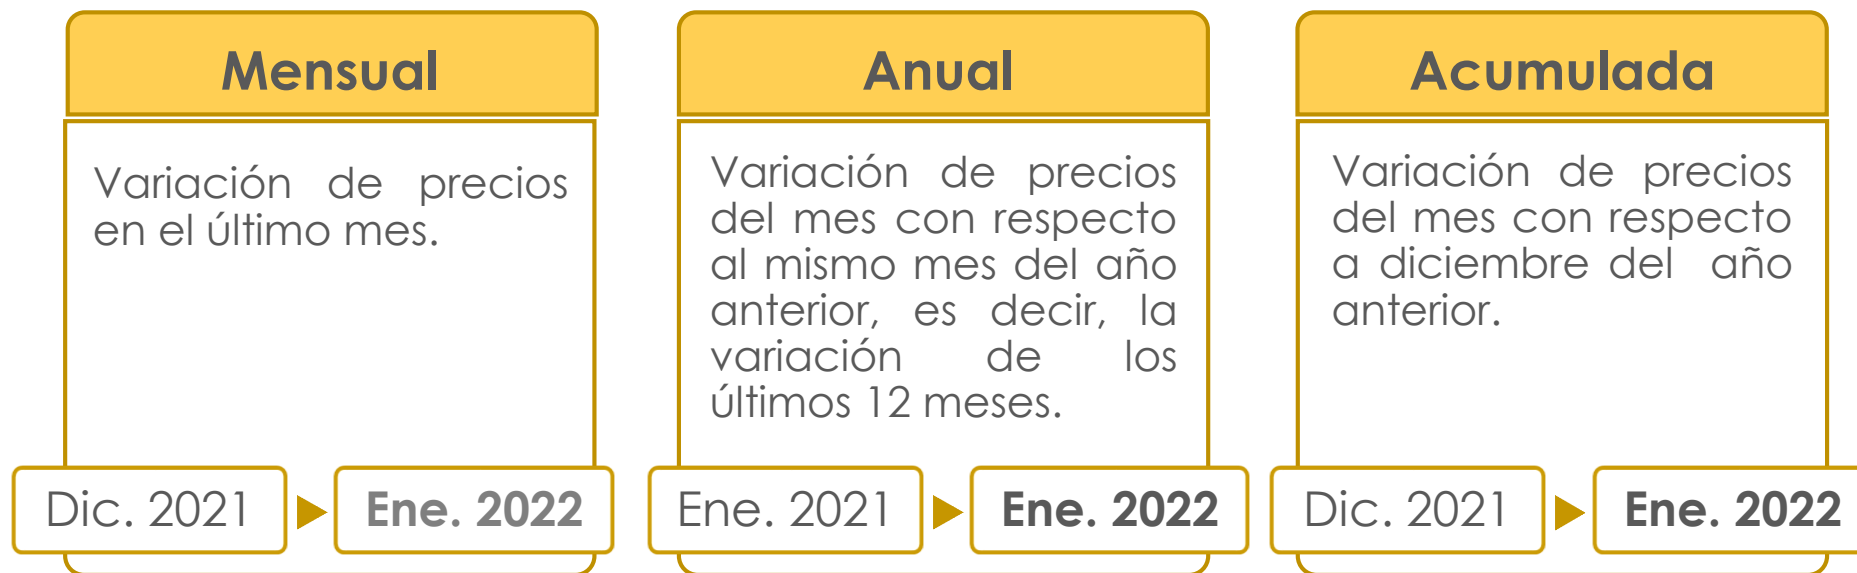 Mensual
Variación de precios
en el último mes.
Dic. 2021
Ene. 2022
Anual
Variación de precios
del mes con respecto
al mismo mes del año
anterior, es decir, la
variación de los
últimos 12 meses.
Ene. 2021
Ene. 2022
Acumulada
Variación de precios
del mes con respecto
a diciembre del año
anterior.
Dic. 2021
Ene. 2022